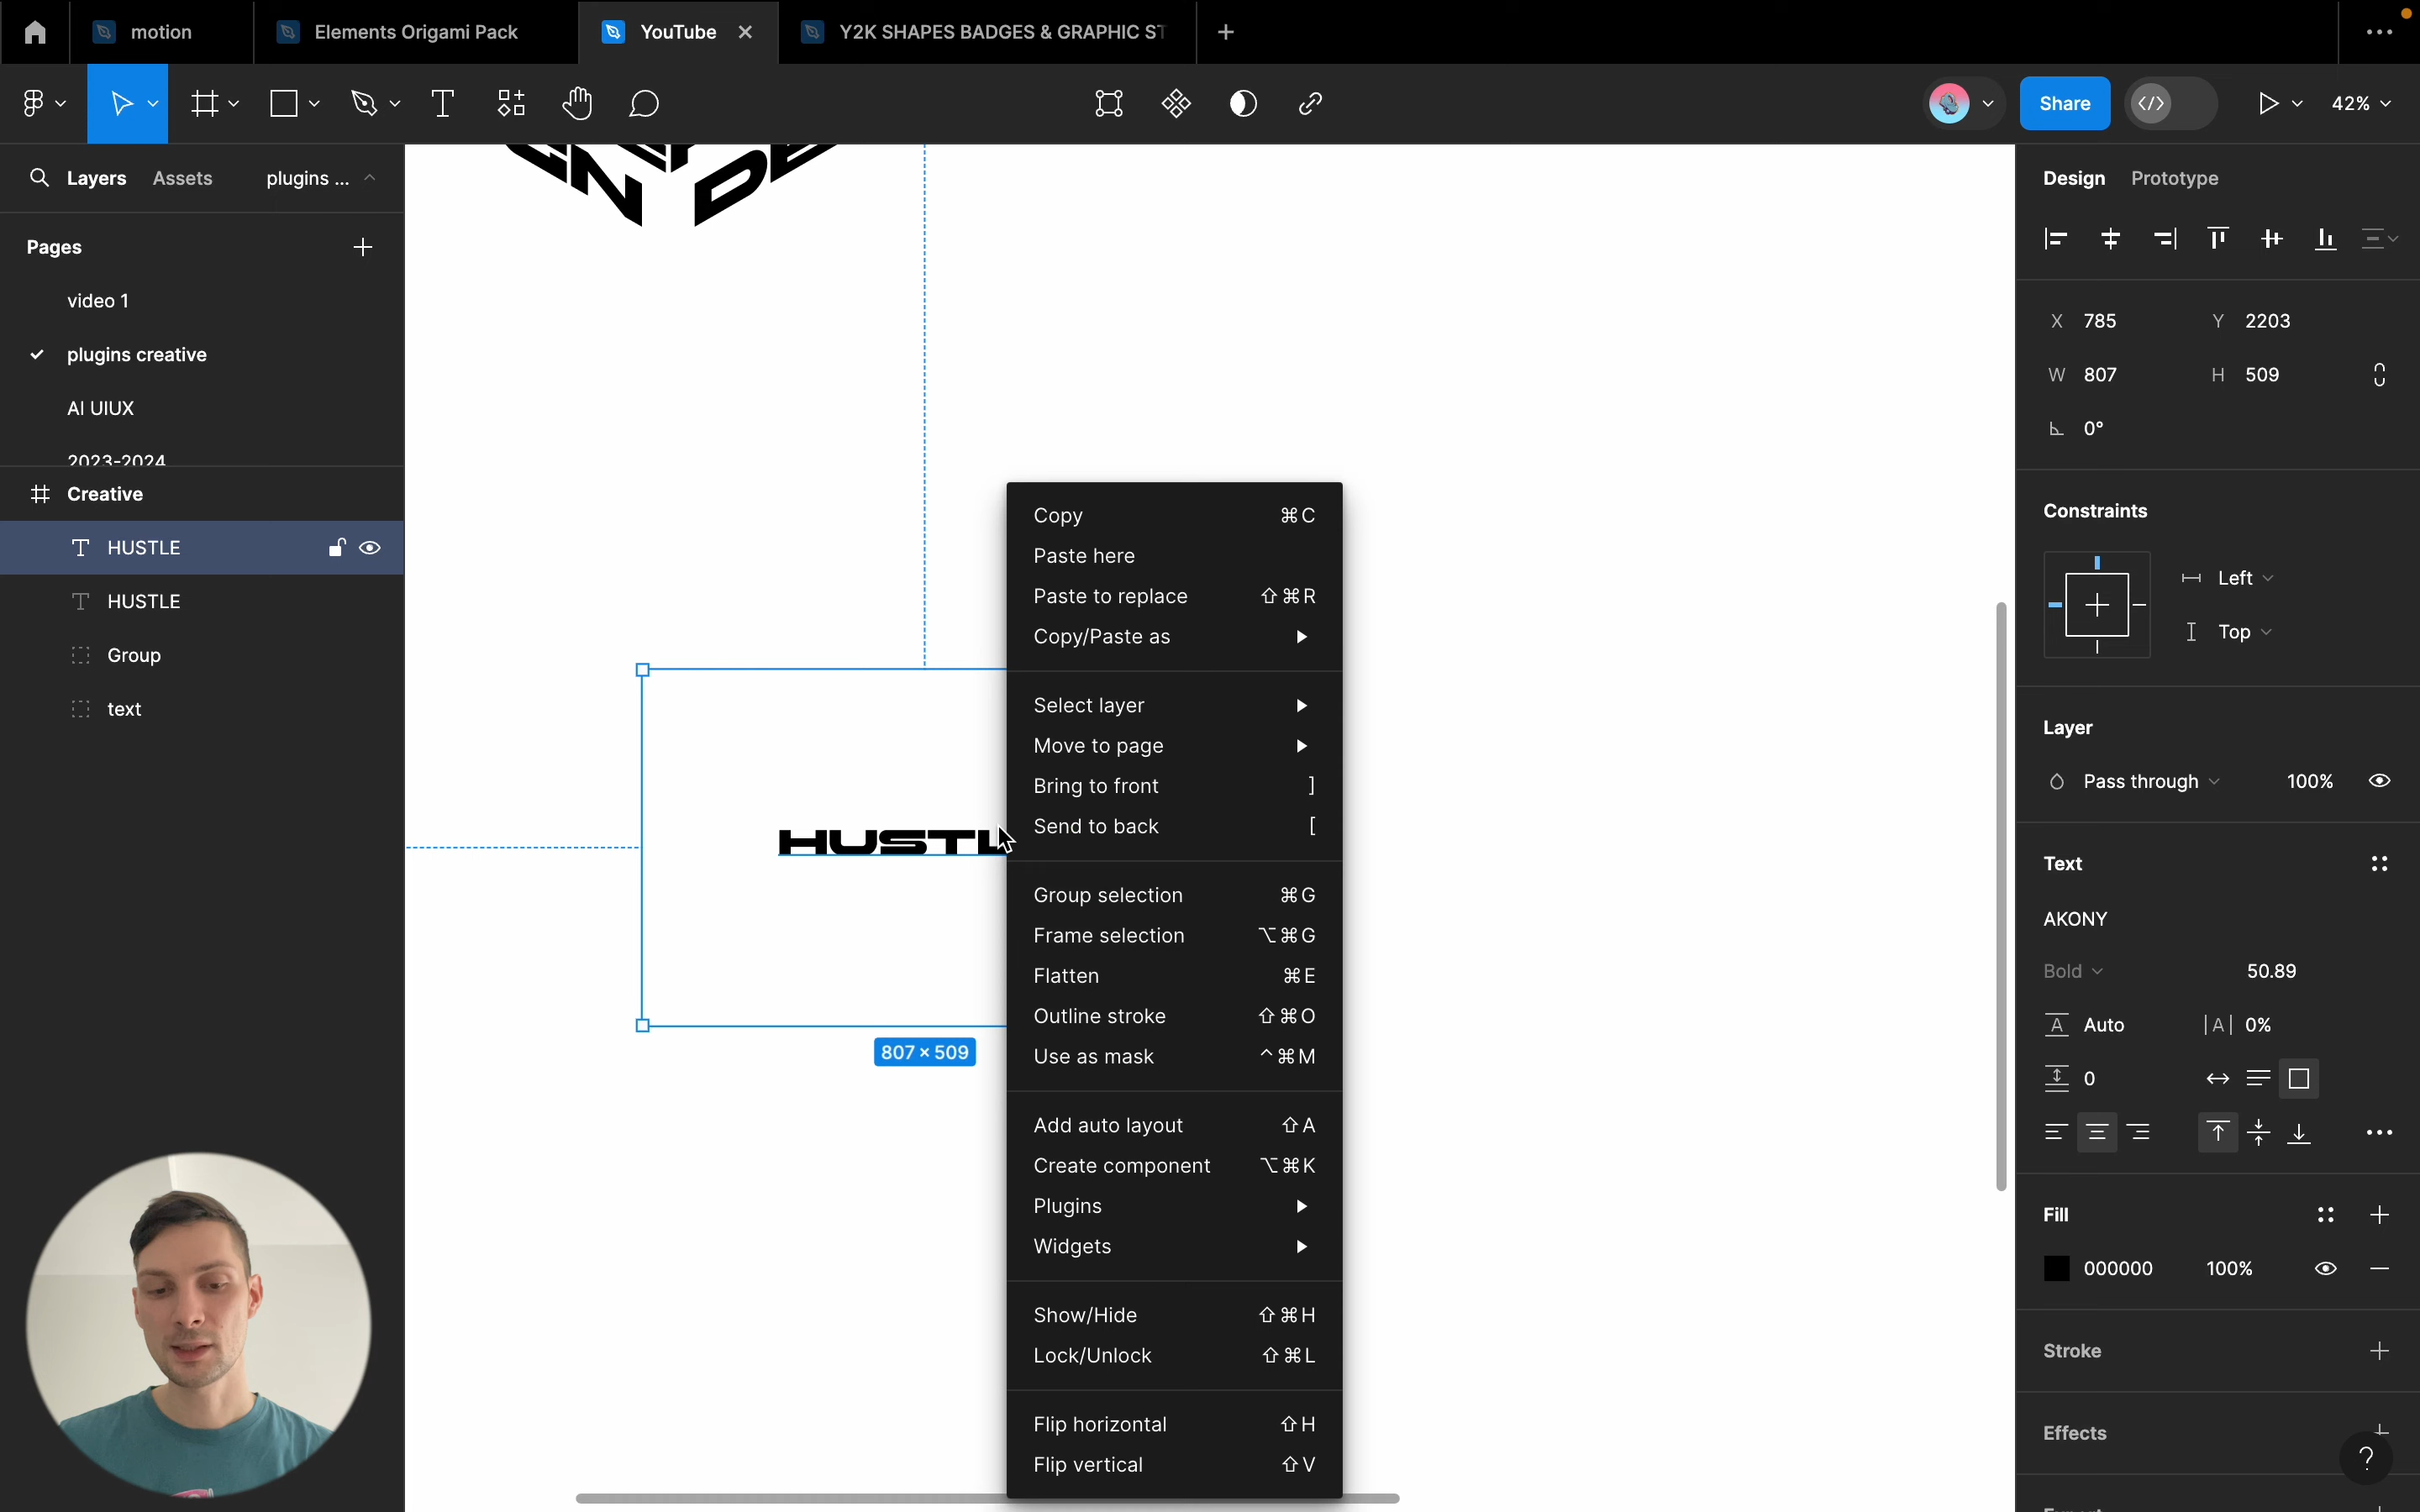 motion
Elements Origami Pack
YouTube
Y2K SHAPES BADGES & GRAPHIC ST
Share
42%
Layers
Assets
plugins ...
Pages
video 1
plugins creative
AI UIUX
2023-2024
Creative
HUSTLE
HUSTLE
Group
text
HUSTL
807 × 509
Copy ⌘C
Paste here
Paste to replace ⇧⌘R
Copy/Paste as
Select layer
Move to page
Bring to front ]
Send to back [
Group selection ⌘G
Frame selection ⌥⌘G
Flatten ⌘E
Outline stroke ⇧⌘O
Use as mask ^⌘M
Add auto layout ⇧A
Create component ⌥⌘K
Plugins
Widgets
Show/Hide ⇧⌘H
Lock/Unlock ⇧⌘L
Flip horizontal ⇧H
Flip vertical ⇧V
Design
Prototype
X 785 Y 2203
W 807 H 509
0°
Constraints
Left
Top
Layer
Pass through 100%
Text
AKONY
Bold 50.89
Auto |A| 0%
0
Fill
000000 100%
Stroke
Effects
?